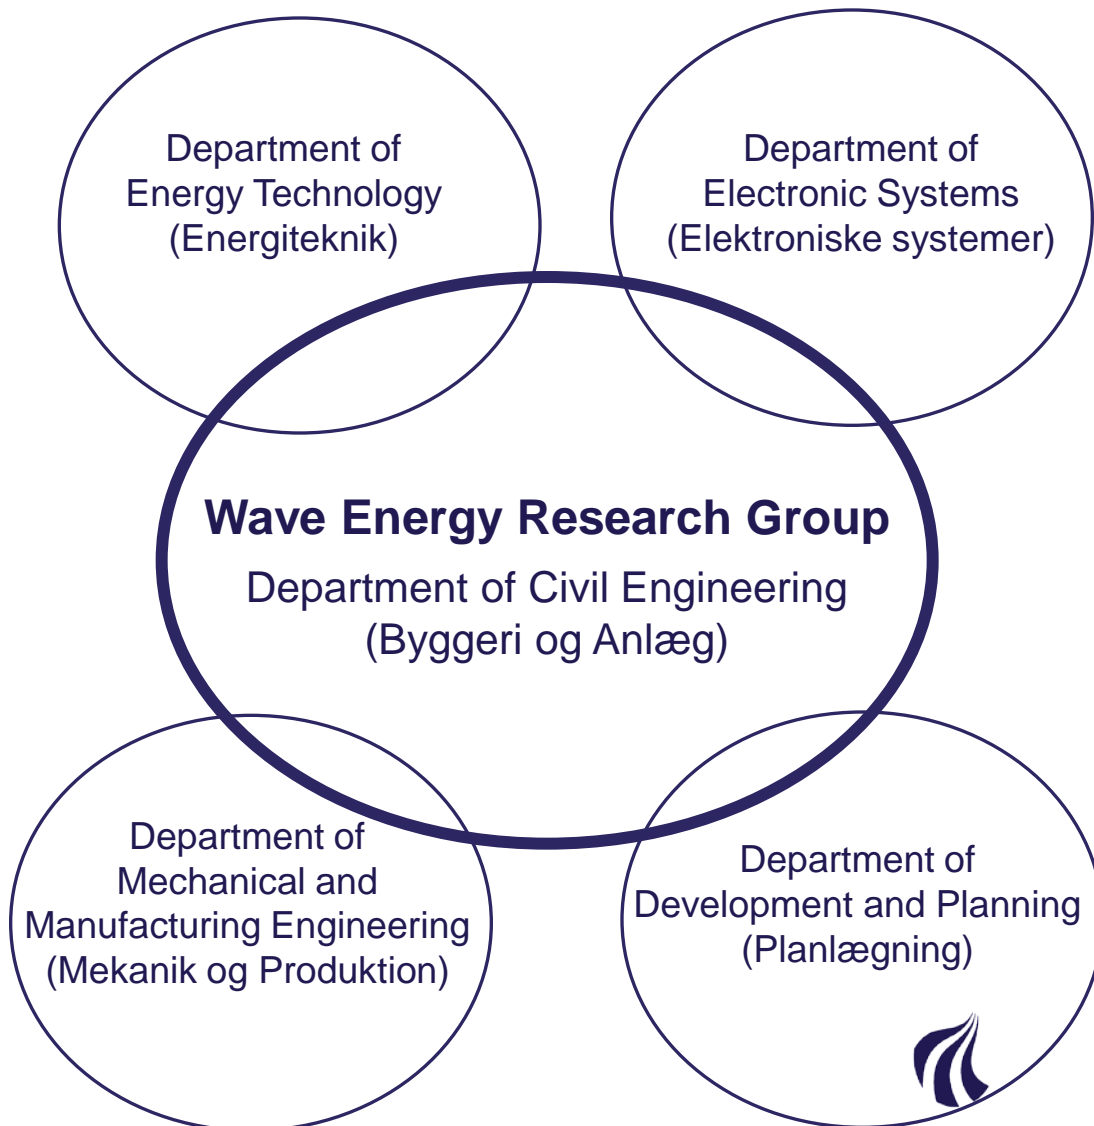 Department of
Energy Technology
(Energiteknik)
Department of
Electronic Systems
(Elektroniske systemer)
Wave Energy Research Group
Department of Civil Engineering
(Byggeri og Anlæg)
Department of
Mechanical and
Manufacturing Engineering
(Mekanik og Produktion)
Department of
Development and Planning
(Planlægning)